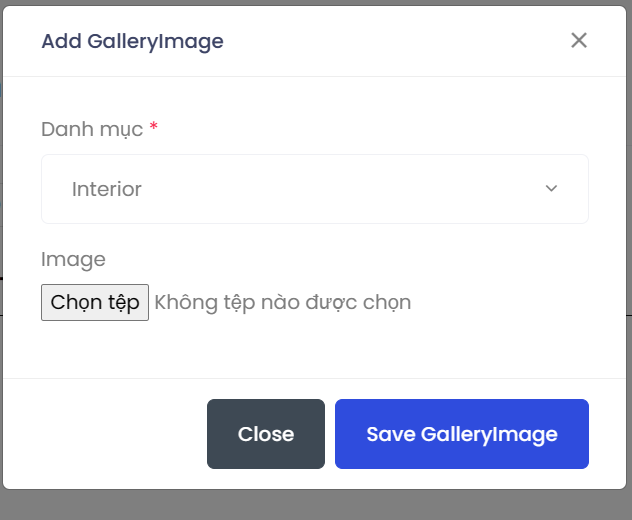 Add GalleryImage
Danh mục *
Interior
Image
Chọn tệp Không tệp nào được chọn
Close Save GalleryImage